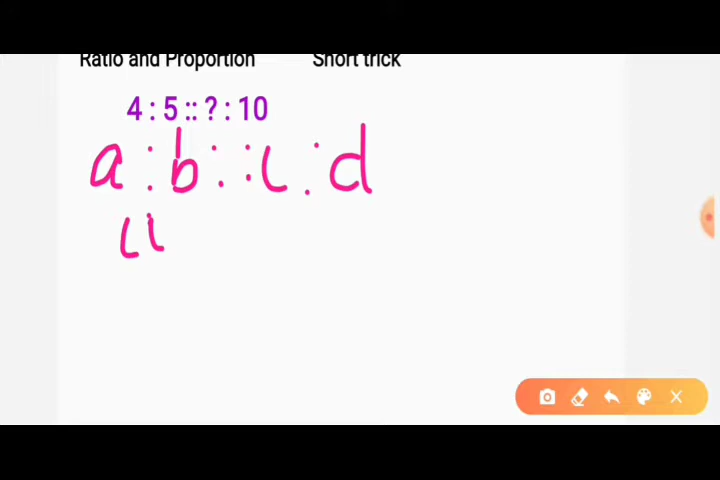 Ratio and Proportion Short trick
4 : 5 :: ? : 10
a : b :: c : d